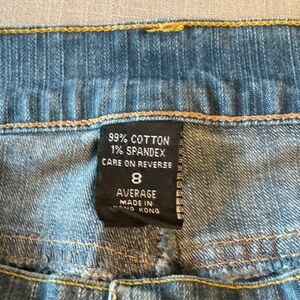 99% COTTON
1% SPANDEX
CARE ON REVERSE
8
AVERAGE
MADE IN
HONG KONG